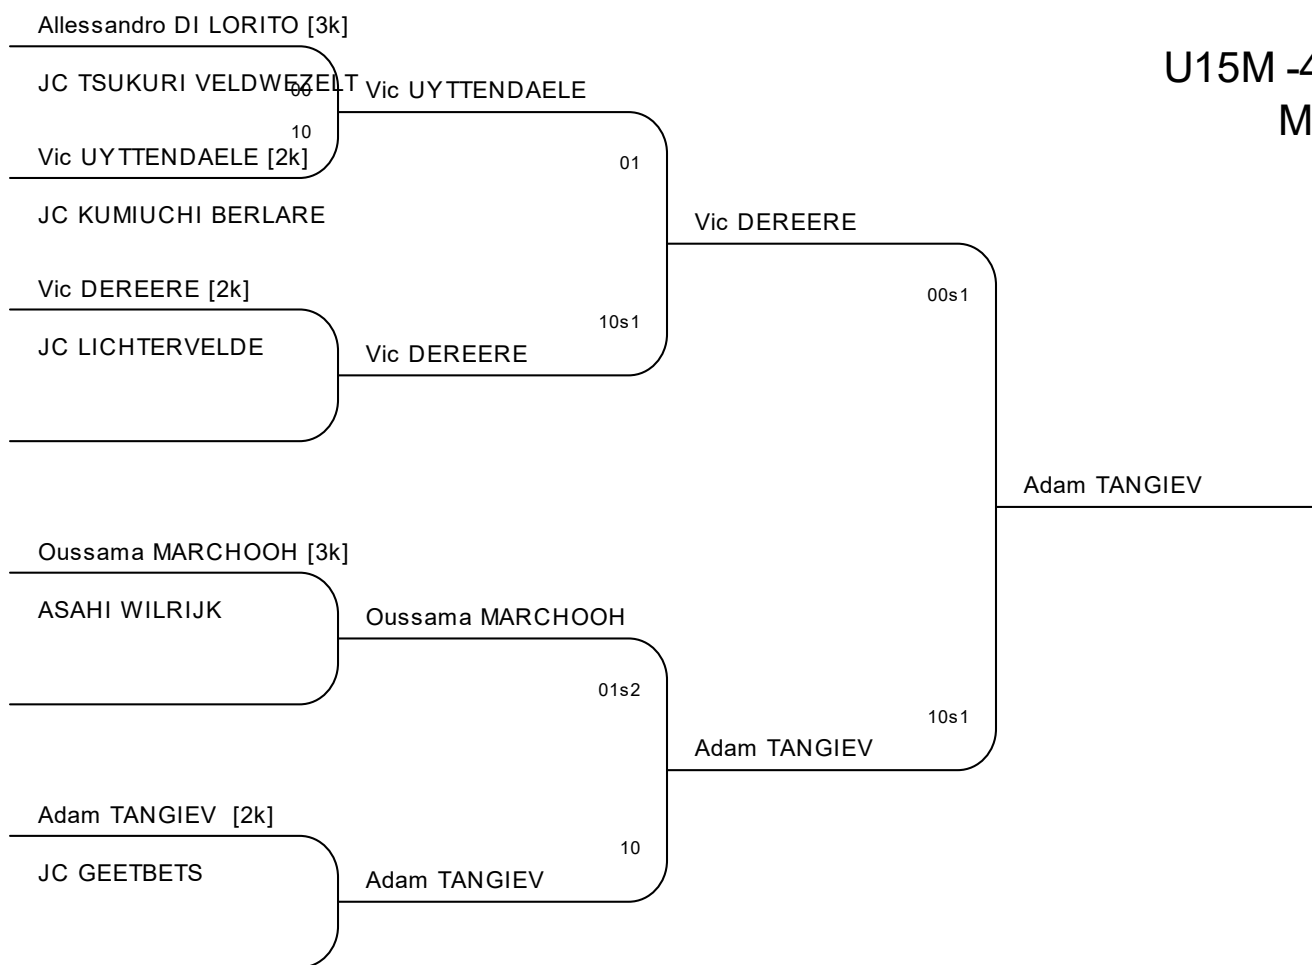 Allessandro DI LORITO [3k]
U15M -4
M
JC TSUKURI VELDWEZELT
00
Vic UYTTENDAELE
10
Vic UYTTENDAELE [2k]
01
JC KUMIUCHI BERLARE
Vic DEREERE
Vic DEREERE [2k]
00s1
10s1
JC LICHTERVELDE
Vic DEREERE
Adam TANGIEV
Oussama MARCHOOH [3k]
ASAHI WILRIJK
Oussama MARCHOOH
01s2
10s1
Adam TANGIEV
Adam TANGIEV [2k]
10
JC GEETBETS
Adam TANGIEV